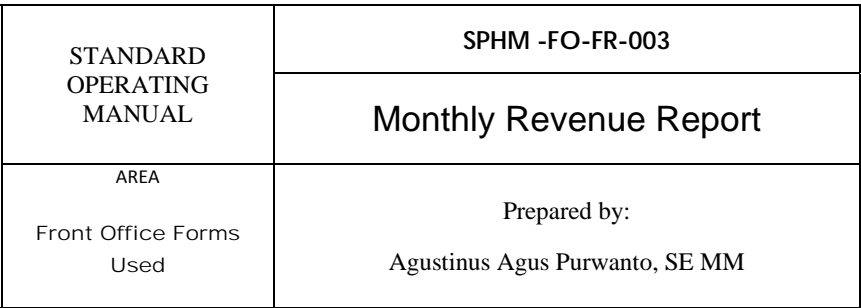 STANDARD
OPERATING
MANUAL
SPHM -FO-FR-003
Monthly Revenue Report
AREA
Front Office Forms
Used
Prepared by:
Agustinus Agus Purwanto, SE MM